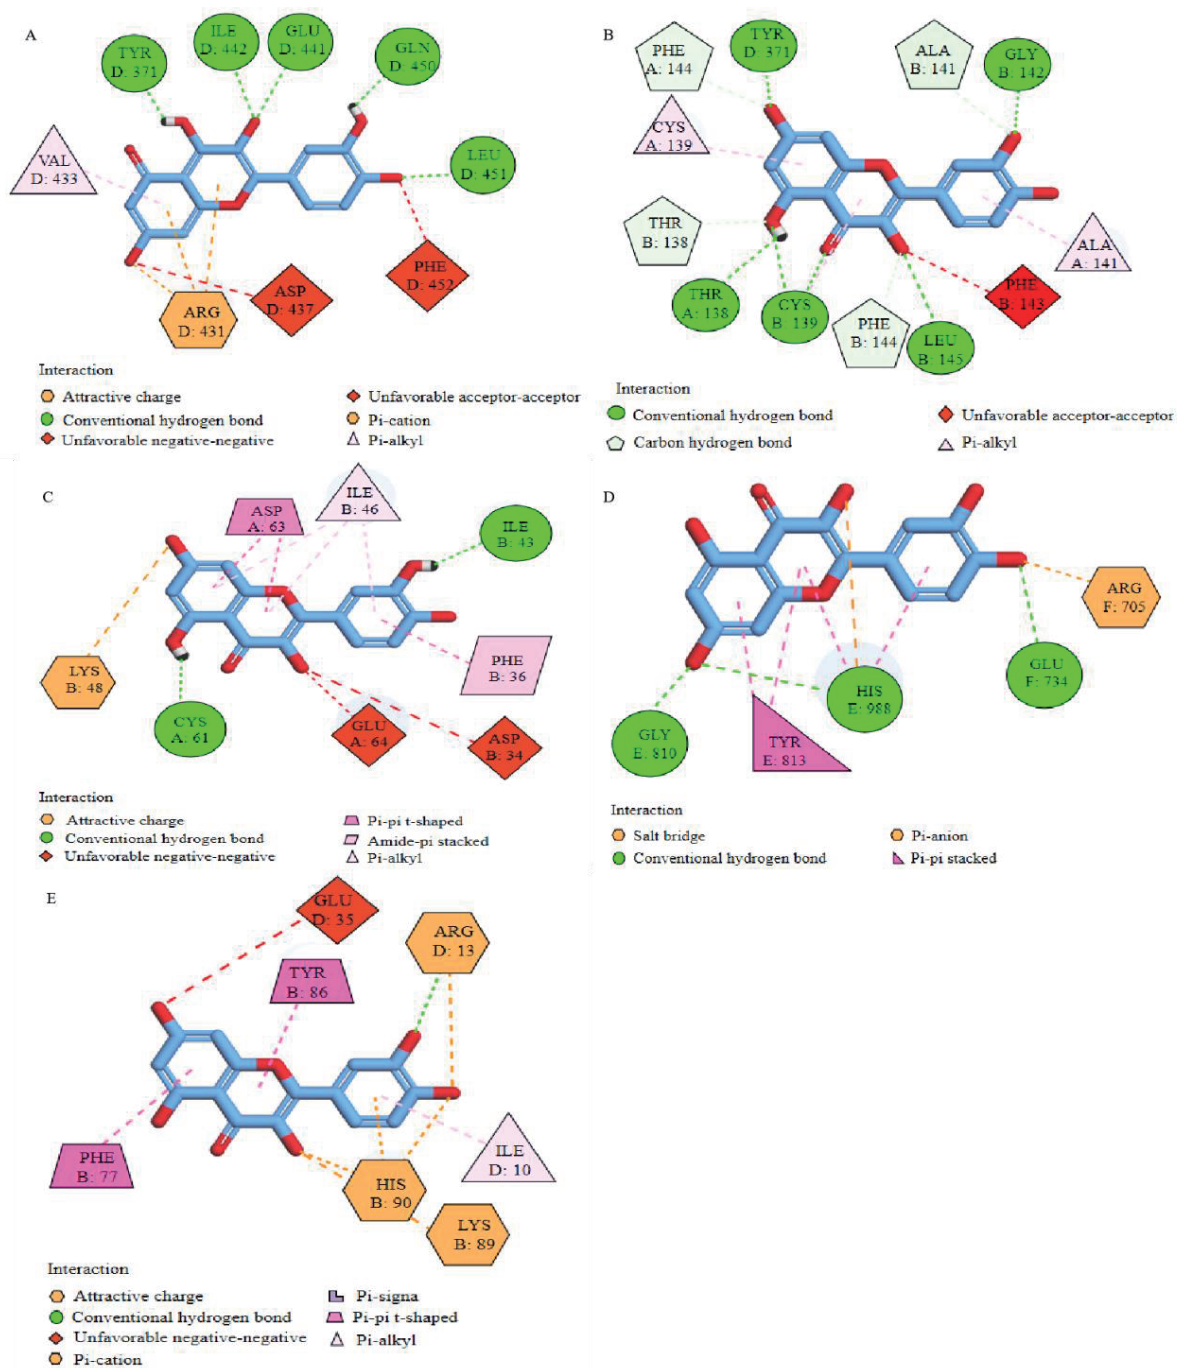 A
TYR
D: 371
ILE
D: 442
GLU
D: 441
GLN
D: 450
VAL
D: 433
LEU
D: 451
ARG
D: 431
ASP
D: 437
PHE
D: 452
Interaction
Attractive charge
Conventional hydrogen bond
Unfavorable negative-negative
Unfavorable acceptor-acceptor
Pi-cation
Pi-alkyl
B
PHE
A: 144
TYR
D: 371
ALA
B: 141
GLY
B: 142
CYS
A: 139
THR
B: 138
ALA
A: 141
THR
A: 138
CYS
B: 139
PHE
B: 144
LEU
B: 145
PHE
B: 143
Interaction
Conventional hydrogen bond
Carbon hydrogen bond
Unfavorable acceptor-acceptor
Pi-alkyl
C
ASP
A: 63
ILE
B: 46
ILE
B: 43
LYS
B: 48
PHE
B: 36
CYS
A: 61
GLU
A: 64
ASP
B: 34
Interaction
Attractive charge
Conventional hydrogen bond
Unfavorable negative-negative
Pi-pi t-shaped
Amide-pi stacked
Pi-alkyl
D
ARG
F: 705
GLU
F: 734
HIS
E: 988
GLY
E: 810
TYR
E: 813
Interaction
Salt bridge
Conventional hydrogen bond
Pi-anion
Pi-pi stacked
E
GLU
D: 35
ARG
D: 13
TYR
B: 86
PHE
B: 77
HIS
B: 90
ILE
D: 10
LYS
B: 89
Interaction
Attractive charge
Conventional hydrogen bond
Unfavorable negative-negative
Pi-cation
Pi-signa
Pi-pi t-shaped
Pi-alkyl